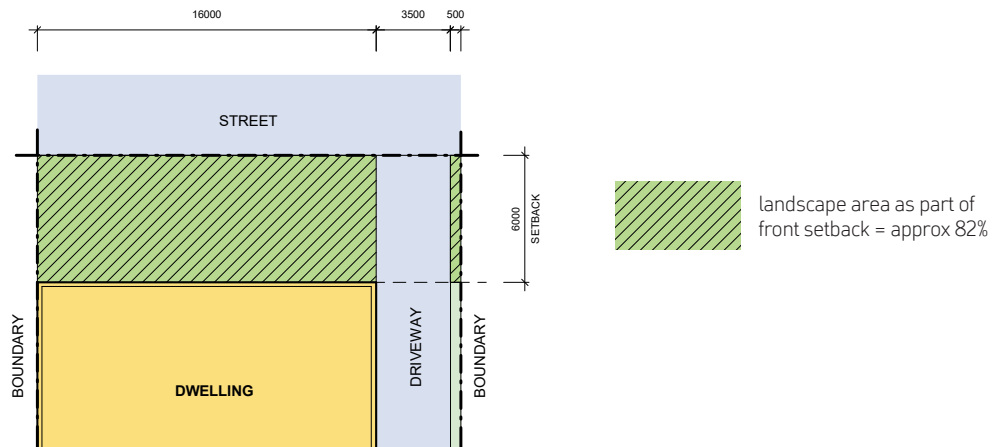 16000
3500
500
STREET
6000
SETBACK
landscape area as part of
front setback = approx 82%
BOUNDARY
DWELLING
DRIVEWAY
BOUNDARY